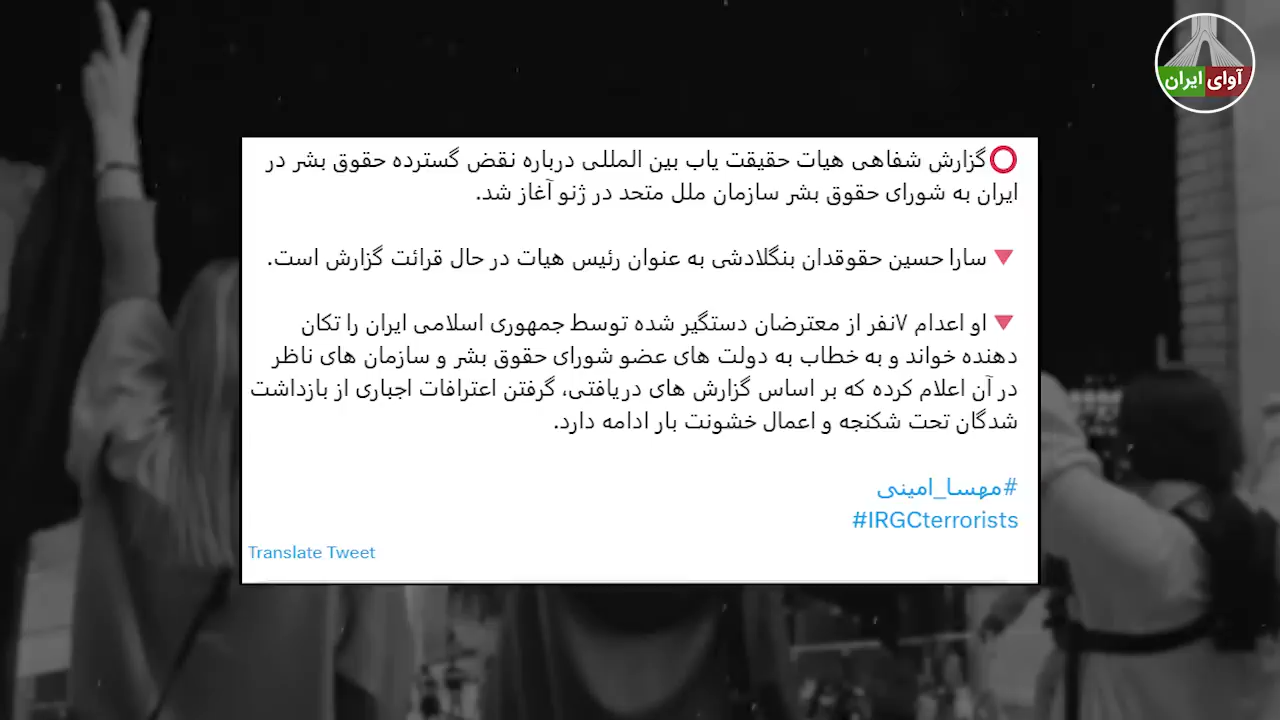 آوای ایران
⭕گزارش شفاهی هیات حقیقت یاب بین المللی درباره نقض گسترده حقوق بشر در
ایران به شورای حقوق بشر سازمان ملل متحد در ژنو آغاز شد.
🔻 سارا حسین حقوقدان بنگلادشی به عنوان رئیس هیات در حال قرائت گزارش است.
🔻 او اعدام ۷نفر از معترضان دستگیر شده توسط جمهوری اسلامی ایران را تکان
دهنده خواند و به خطاب به دولت های عضو شورای حقوق بشر و سازمان های ناظر
در آن اعلام کرده که بر اساس گزارش های دریافتی، گرفتن اعترافات اجباری از بازداشت
شدگان تحت شکنجه و اعمال خشونت بار ادامه دارد.
#مهسا_امینی
#IRGCterrorists
Translate Tweet